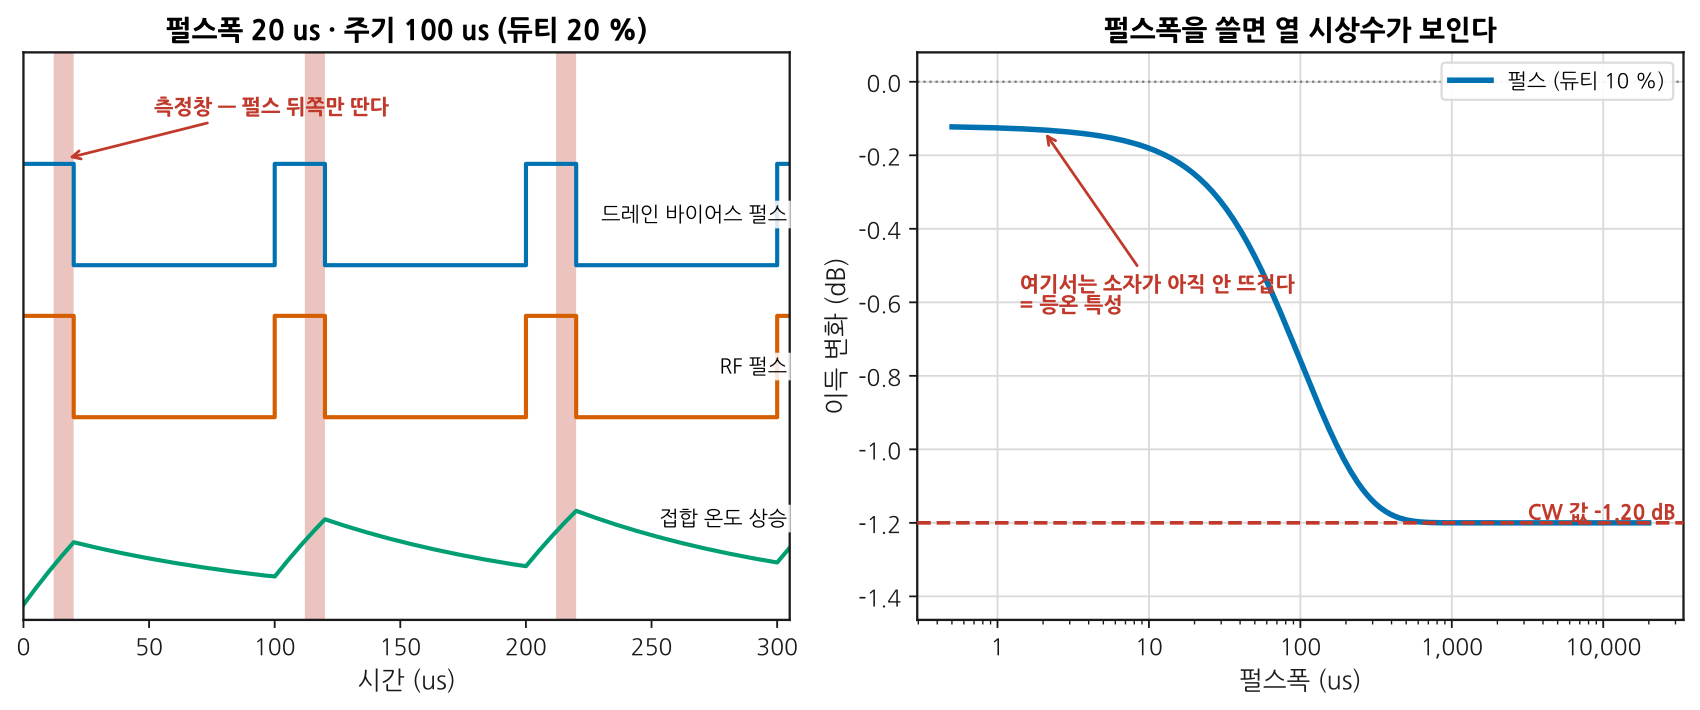 펄스폭 20 us · 주기 100 us (듀티 20 %)
측정창 — 펄스 뒤쪽만 딴다
드레인 바이어스 펄스
RF 펄스
접합 온도 상승
0 50 100 150 200 250 300
시간 (us)
펄스폭을 쓸면 열 시상수가 보인다
펄스 (듀티 10 %)
여기서는 소자가 아직 안 뜨겁다
= 등온 특성
CW 값 -1.20 dB
이득 변화 (dB)
0.0
-0.2
-0.4
-0.6
-0.8
-1.0
-1.2
-1.4
1 10 100 1,000 10,000
펄스폭 (us)